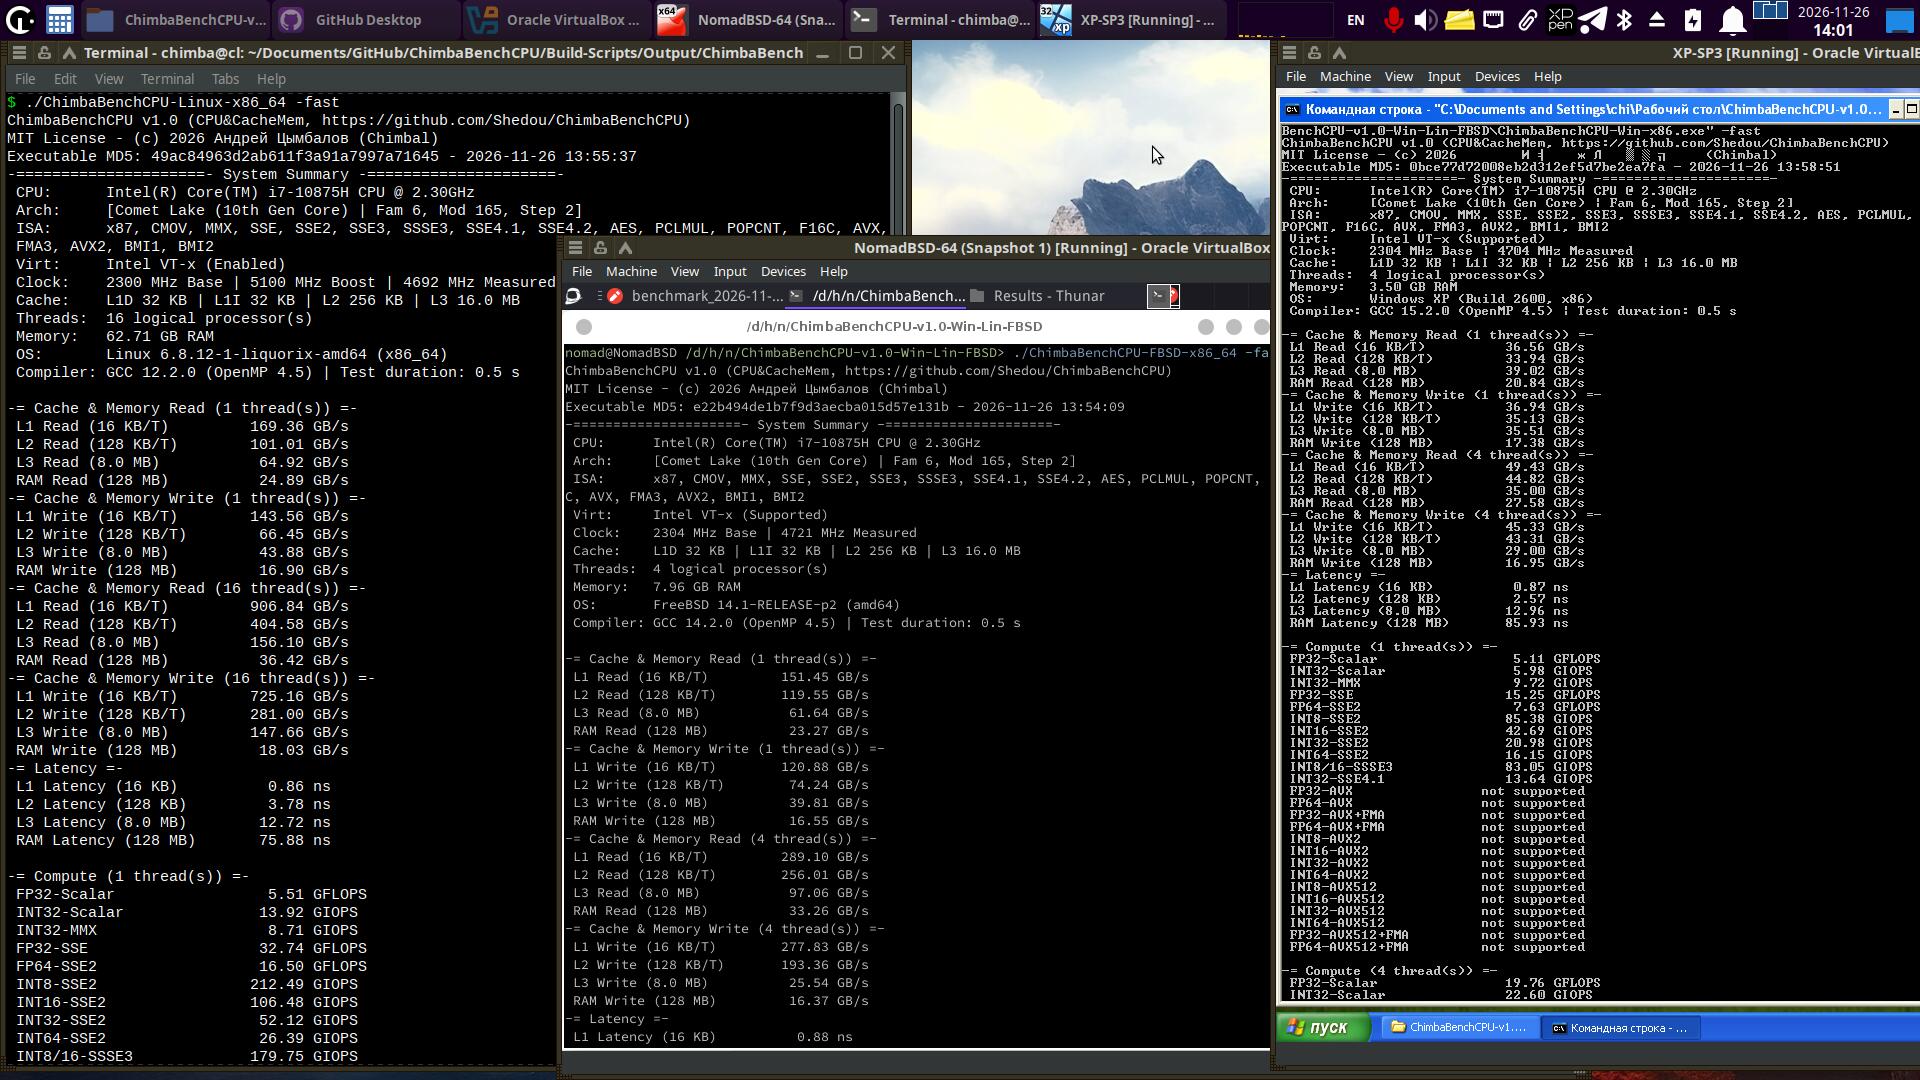 ChimbaBenchCPU-v...
GitHub Desktop
Oracle VirtualBox ...
NomadBSD-64 (Sna...
Terminal - chimba@...
XP-SP3 [Running] - ...
EN
2026-11-26
14:01
Terminal - chimba@cl: ~/Documents/GitHub/ChimbaBenchCPU/Build-Scripts/Output/ChimbaBench
File Edit View Terminal Tabs Help
$ ./ChimbaBenchCPU-Linux-x86_64 -fast
ChimbaBenchCPU v1.0 (CPU&CacheMem, https://github.com/Shedou/ChimbaBenchCPU)
MIT License - (c) 2026 Андрей Цымбалов (Chimbal)
Executable MD5: 49ac84963d2ab611f3a91a7997a71645 - 2026-11-26 13:55:37
-=====================- System Summary -=====================-
CPU: Intel(R) Core(TM) i7-10875H CPU @ 2.30GHz
Arch: [Comet Lake (10th Gen Core) | Fam 6, Mod 165, Step 2]
ISA: x87, CMOV, MMX, SSE, SSE2, SSE3, SSSE3, SSE4.1, SSE4.2, AES, PCLMUL, POPCNT, F16C, AVX,
FMA3, AVX2, BMI1, BMI2
Virt: Intel VT-x (Enabled)
Clock: 2300 MHz Base | 5100 MHz Boost | 4692 MHz Measured
Cache: L1D 32 KB | L1I 32 KB | L2 256 KB | L3 16.0 MB
Threads: 16 logical processor(s)
Memory: 62.71 GB RAM
OS: Linux 6.8.12-1-liquorix-amd64 (x86_64)
Compiler: GCC 12.2.0 (OpenMP 4.5) | Test duration: 0.5 s
-= Cache & Memory Read (1 thread(s)) =-
L1 Read (16 KB/T) 169.36 GB/s
L2 Read (128 KB/T) 101.01 GB/s
L3 Read (8.0 MB) 64.92 GB/s
RAM Read (128 MB) 24.89 GB/s
-= Cache & Memory Write (1 thread(s)) =-
L1 Write (16 KB/T) 143.56 GB/s
L2 Write (128 KB/T) 66.45 GB/s
L3 Write (8.0 MB) 43.88 GB/s
RAM Write (128 MB) 16.90 GB/s
-= Cache & Memory Read (16 thread(s)) =-
L1 Read (16 KB/T) 906.84 GB/s
L2 Read (128 KB/T) 404.58 GB/s
L3 Read (8.0 MB) 156.10 GB/s
RAM Read (128 MB) 36.42 GB/s
-= Cache & Memory Write (16 thread(s)) =-
L1 Write (16 KB/T) 725.16 GB/s
L2 Write (128 KB/T) 281.00 GB/s
L3 Write (8.0 MB) 147.66 GB/s
RAM Write (128 MB) 18.03 GB/s
-= Latency =-
L1 Latency (16 KB) 0.86 ns
L2 Latency (128 KB) 3.78 ns
L3 Latency (8.0 MB) 12.72 ns
RAM Latency (128 MB) 75.88 ns
-= Compute (1 thread(s)) =-
FP32-Scalar 5.51 GFLOPS
INT32-Scalar 13.92 GIOPS
INT32-MMX 8.71 GIOPS
FP32-SSE 32.74 GFLOPS
FP64-SSE2 16.50 GFLOPS
INT8-SSE2 212.49 GIOPS
INT16-SSE2 106.48 GIOPS
INT32-SSE2 52.12 GIOPS
INT64-SSE2 26.39 GIOPS
INT8/16-SSSE3 179.75 GIOPS
NomadBSD-64 (Snapshot 1) [Running] - Oracle VirtualBox
File Machine View Input Devices Help
benchmark_2026-11-...
/d/h/n/ChimbaBench...
Results - Thunar
/d/h/n/ChimbaBenchCPU-v1.0-Win-Lin-FBSD
nomad@NomadBSD /d/h/n/ChimbaBenchCPU-v1.0-Win-Lin-FBSD> ./ChimbaBenchCPU-FBSD-x86_64 -fa
ChimbaBenchCPU v1.0 (CPU&CacheMem, https://github.com/Shedou/ChimbaBenchCPU)
MIT License - (c) 2026 Андрей Цымбалов (Chimbal)
Executable MD5: e22b494de1b7f9d3aecba015d57e131b - 2026-11-26 13:54:09
-=====================- System Summary -=====================-
CPU: Intel(R) Core(TM) i7-10875H CPU @ 2.30GHz
Arch: [Comet Lake (10th Gen Core) | Fam 6, Mod 165, Step 2]
ISA: x87, CMOV, MMX, SSE, SSE2, SSE3, SSSE3, SSE4.1, SSE4.2, AES, PCLMUL, POPCNT,
C, AVX, FMA3, AVX2, BMI1, BMI2
Virt: Intel VT-x (Supported)
Clock: 2304 MHz Base | 4721 MHz Measured
Cache: L1D 32 KB | L1I 32 KB | L2 256 KB | L3 16.0 MB
Threads: 4 logical processor(s)
Memory: 7.96 GB RAM
OS: FreeBSD 14.1-RELEASE-p2 (amd64)
Compiler: GCC 14.2.0 (OpenMP 4.5) | Test duration: 0.5 s
-= Cache & Memory Read (1 thread(s)) =-
L1 Read (16 KB/T) 151.45 GB/s
L2 Read (128 KB/T) 119.55 GB/s
L3 Read (8.0 MB) 61.64 GB/s
RAM Read (128 MB) 23.27 GB/s
-= Cache & Memory Write (1 thread(s)) =-
L1 Write (16 KB/T) 120.88 GB/s
L2 Write (128 KB/T) 74.24 GB/s
L3 Write (8.0 MB) 39.81 GB/s
RAM Write (128 MB) 16.55 GB/s
-= Cache & Memory Read (4 thread(s)) =-
L1 Read (16 KB/T) 289.10 GB/s
L2 Read (128 KB/T) 256.01 GB/s
L3 Read (8.0 MB) 97.06 GB/s
RAM Read (128 MB) 33.26 GB/s
-= Cache & Memory Write (4 thread(s)) =-
L1 Write (16 KB/T) 277.83 GB/s
L2 Write (128 KB/T) 193.36 GB/s
L3 Write (8.0 MB) 25.54 GB/s
RAM Write (128 MB) 16.37 GB/s
-= Latency =-
L1 Latency (16 KB) 0.88 ns
XP-SP3 [Running] - Oracle VirtualB
File Machine View Input Devices Help
Командная строка - "C:\Documents and Settings\chi\Рабочий стол\ChimbaBenchCPU-v1.0...
BenchCPU-v1.0-Win-Lin-FBSD\ChimbaBenchCPU-Win-x86.exe" -fast
ChimbaBenchCPU v1.0 (CPU&CacheMem, https://github.com/Shedou/ChimbaBenchCPU)
MIT License - (c) 2026 (Chimbal)
Executable MD5: 0bce77d72008eb2d312ef5d7be2ea7fa - 2026-11-26 13:58:51
-=====================- System Summary -=====================-
CPU: Intel(R) Core(TM) i7-10875H CPU @ 2.30GHz
Arch: [Comet Lake (10th Gen Core) | Fam 6, Mod 165, Step 2]
ISA: x87, CMOV, MMX, SSE, SSE2, SSE3, SSSE3, SSE4.1, SSE4.2, AES, PCLMUL,
POPCNT, F16C, AVX, FMA3, AVX2, BMI1, BMI2
Virt: Intel VT-x (Supported)
Clock: 2304 MHz Base | 4704 MHz Measured
Cache: L1D 32 KB | L1I 32 KB | L2 256 KB | L3 16.0 MB
Threads: 4 logical processor(s)
Memory: 3.50 GB RAM
OS: Windows XP (Build 2600, x86)
Compiler: GCC 15.2.0 (OpenMP 4.5) | Test duration: 0.5 s
-= Cache & Memory Read (1 thread(s)) =-
L1 Read (16 KB/T) 36.56 GB/s
L2 Read (128 KB/T) 33.94 GB/s
L3 Read (8.0 MB) 39.02 GB/s
RAM Read (128 MB) 20.84 GB/s
-= Cache & Memory Write (1 thread(s)) =-
L1 Write (16 KB/T) 36.94 GB/s
L2 Write (128 KB/T) 35.13 GB/s
L3 Write (8.0 MB) 35.51 GB/s
RAM Write (128 MB) 17.38 GB/s
-= Cache & Memory Read (4 thread(s)) =-
L1 Read (16 KB/T) 49.43 GB/s
L2 Read (128 KB/T) 44.82 GB/s
L3 Read (8.0 MB) 35.00 GB/s
RAM Read (128 MB) 27.58 GB/s
-= Cache & Memory Write (4 thread(s)) =-
L1 Write (16 KB/T) 45.33 GB/s
L2 Write (128 KB/T) 43.31 GB/s
L3 Write (8.0 MB) 29.00 GB/s
RAM Write (128 MB) 16.95 GB/s
-= Latency =-
L1 Latency (16 KB) 0.87 ns
L2 Latency (128 KB) 2.57 ns
L3 Latency (8.0 MB) 12.96 ns
RAM Latency (128 MB) 85.93 ns
-= Compute (1 thread(s)) =-
FP32-Scalar 5.11 GFLOPS
INT32-Scalar 5.98 GIOPS
INT32-MMX 9.72 GIOPS
FP32-SSE 15.25 GFLOPS
FP64-SSE2 7.63 GFLOPS
INT8-SSE2 85.38 GIOPS
INT16-SSE2 42.69 GIOPS
INT32-SSE2 20.98 GIOPS
INT64-SSE2 16.15 GIOPS
INT8/16-SSSE3 83.05 GIOPS
INT32-SSE4.1 13.64 GIOPS
FP32-AVX not supported
FP64-AVX not supported
FP32-AVX+FMA not supported
FP64-AVX+FMA not supported
INT8-AVX2 not supported
INT16-AVX2 not supported
INT32-AVX2 not supported
INT64-AVX2 not supported
INT8-AVX512 not supported
INT16-AVX512 not supported
INT32-AVX512 not supported
INT64-AVX512 not supported
FP32-AVX512+FMA not supported
FP64-AVX512+FMA not supported
-= Compute (4 thread(s)) =-
FP32-Scalar 19.76 GFLOPS
INT32-Scalar 22.60 GIOPS
пуск
ChimbaBenchCPU-v1....
Командная строка - ...